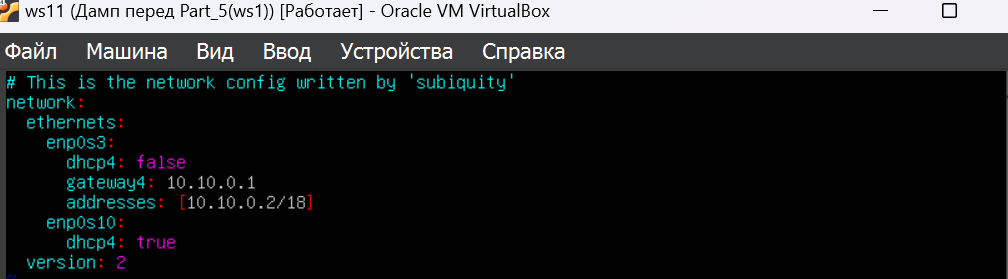 ws11 (Дамп перед Part_5(ws1)) [Работает] - Oracle VM VirtualBox
Файл Машина Вид Ввод Устройства Справка
# This is the network config written by 'subiquity'
network:
  ethernets:
    enp0s3:
      dhcp4: false
      gateway4: 10.10.0.1
      addresses: [10.10.0.2/18]
    enp0s10:
      dhcp4: true
  version: 2
~